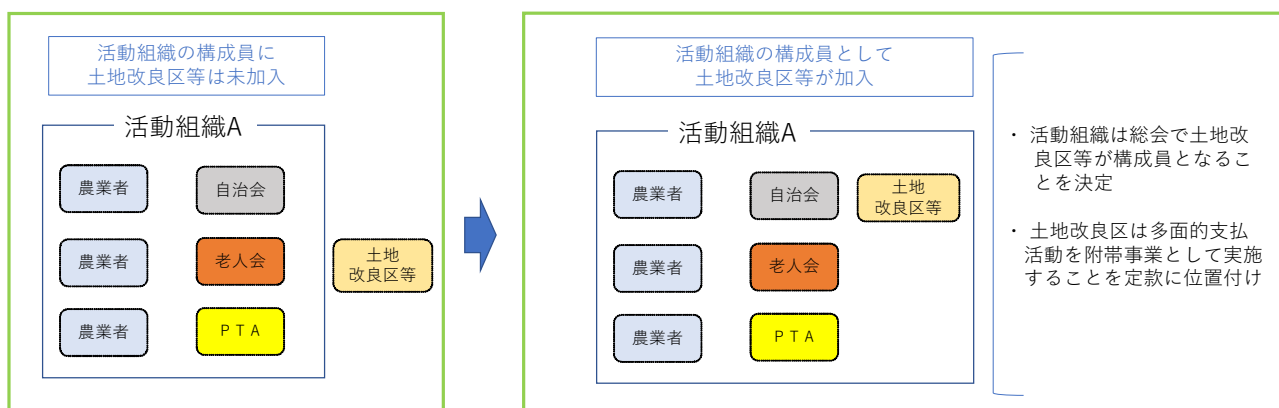 活動組織の構成員に
土地改良区等は未加入
活動組織A
農業者
自治会
農業者
老人会
土地
改良区等
農業者
ＰＴＡ
活動組織の構成員として
土地改良区等が加入
活動組織A
農業者
自治会
土地
改良区等
農業者
老人会
農業者
ＰＴＡ
・ 活動組織は総会で土地改
良区等が構成員となるこ
とを決定
・ 土地改良区は多面的支払
活動を附帯事業として実施
することを定款に位置付け